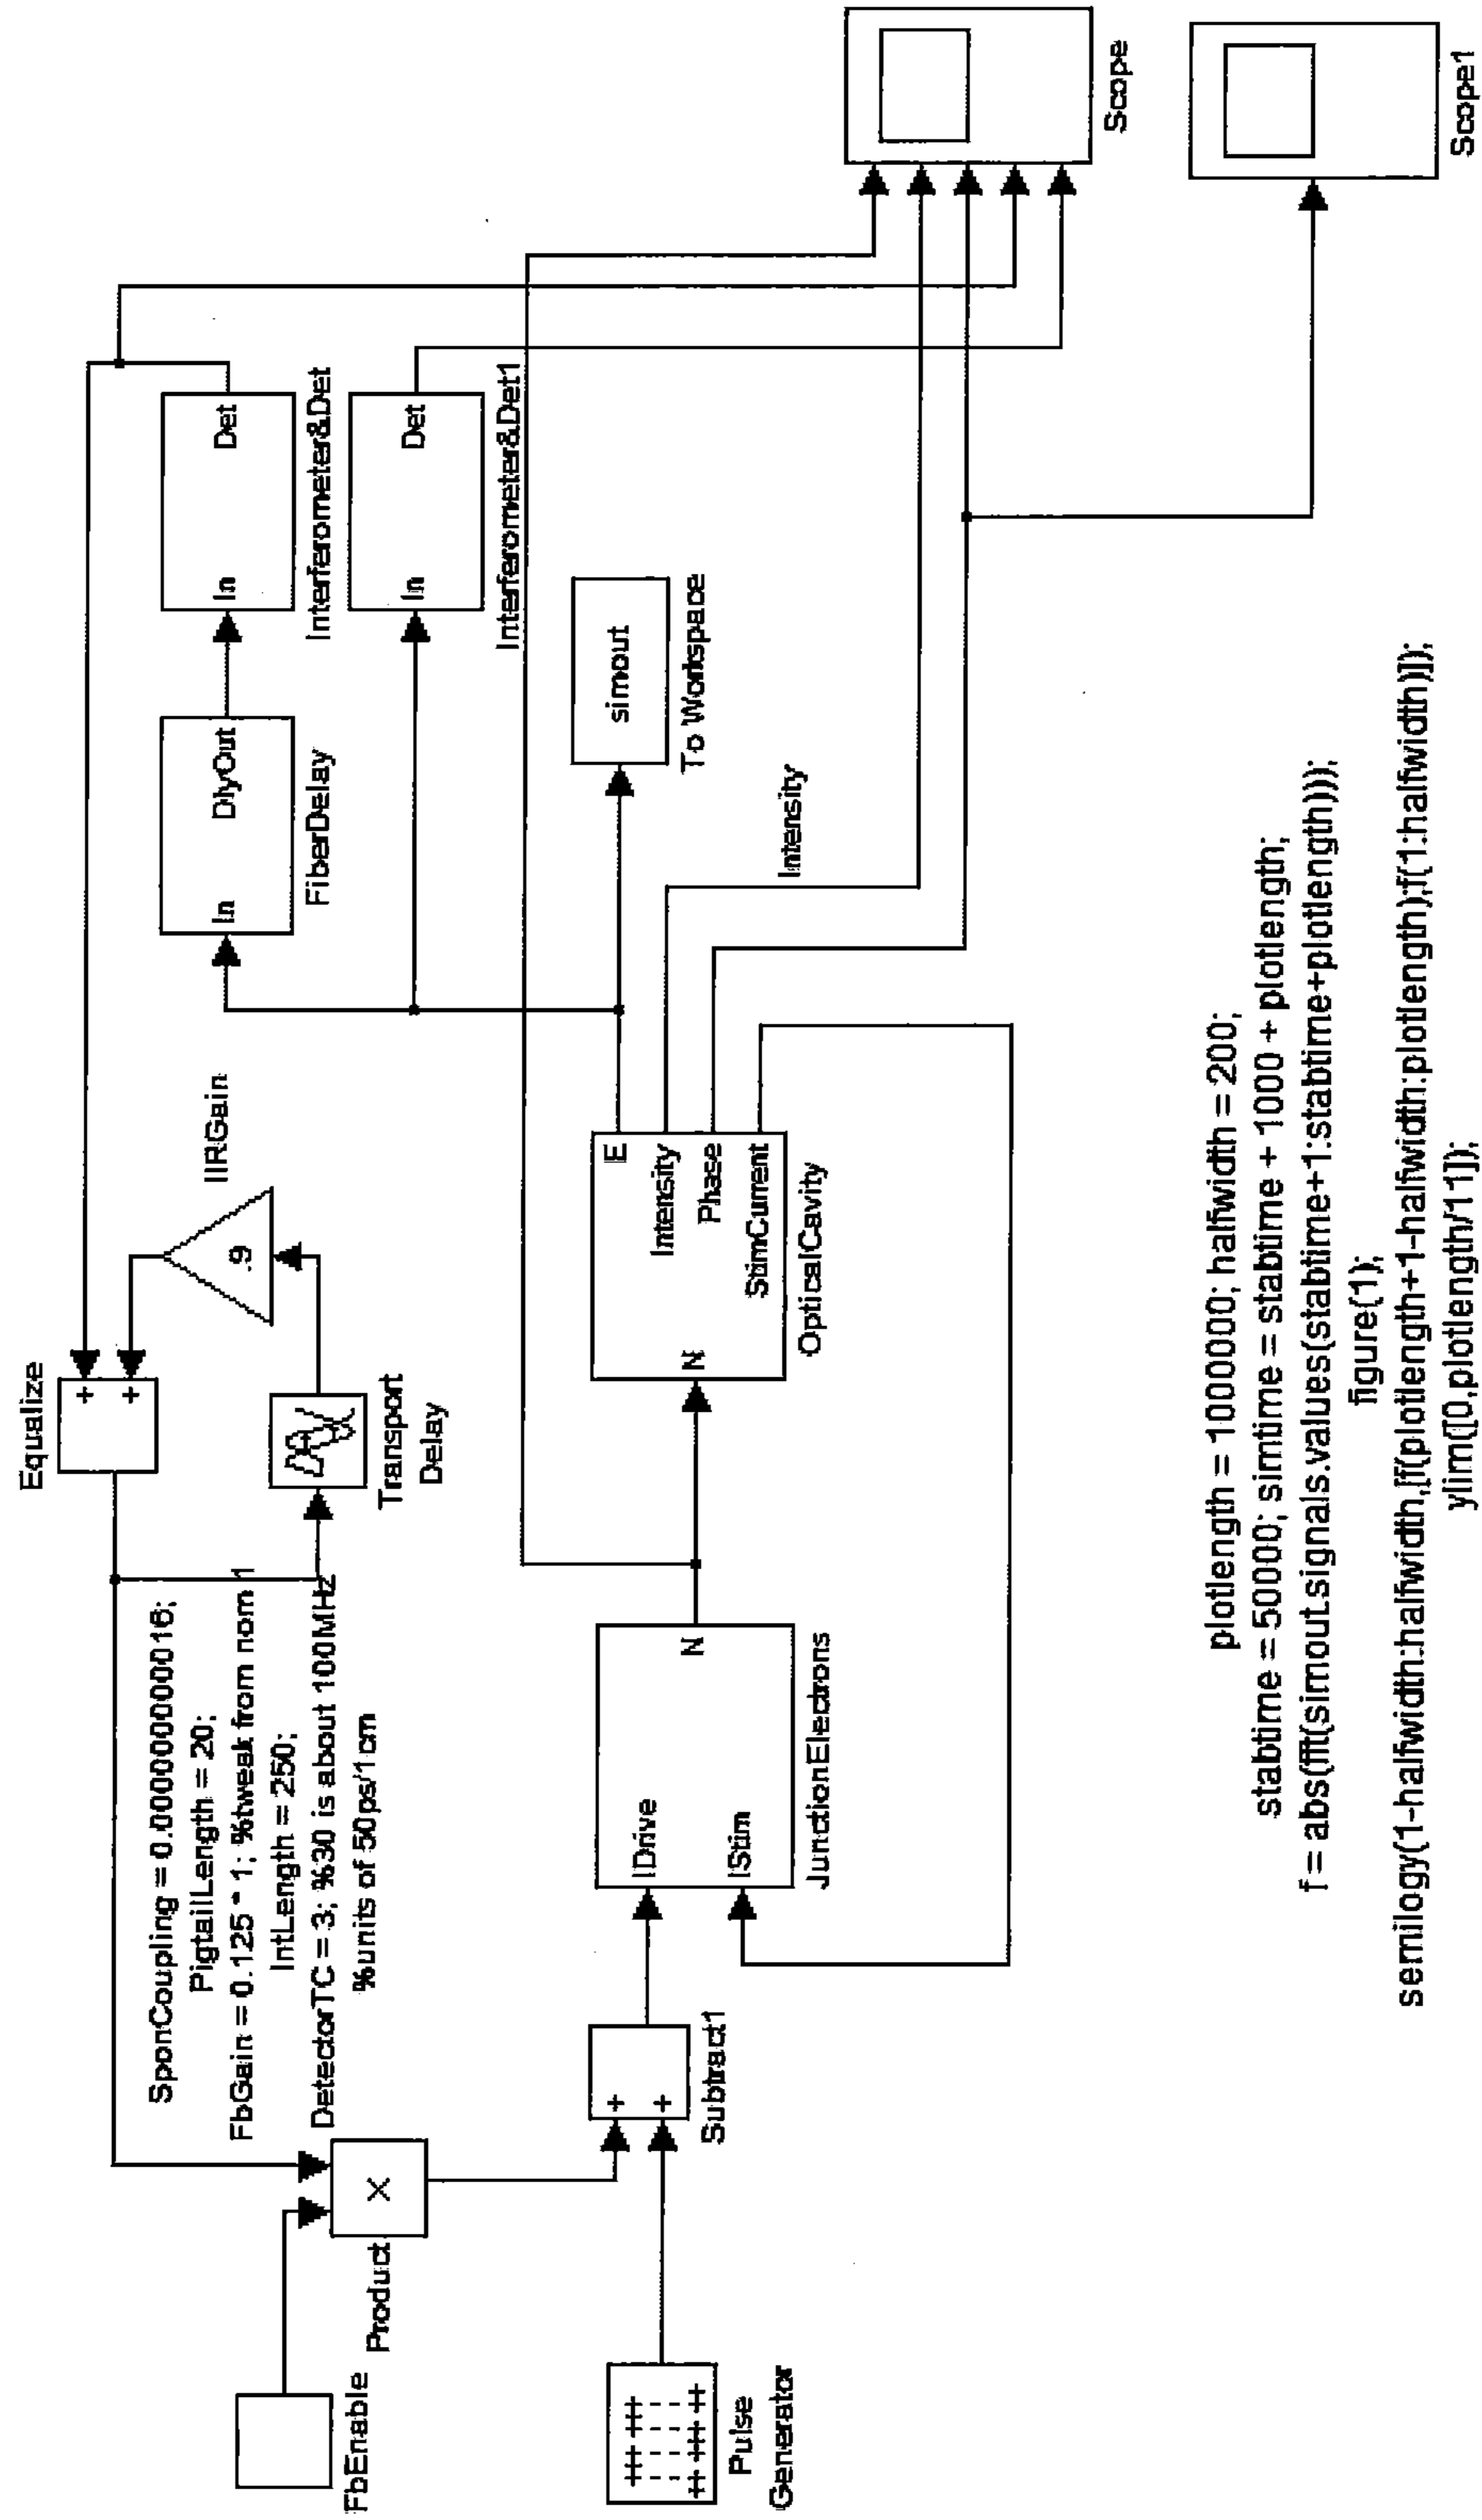 Equalize
+
+
IIRGain
.9
Transport
Delay
SponCoupling = 0.00000000016;
PigtailLength = 20;
FbGain = 0.125 * 1; %tweak from nom 1
IntLength = 250;
DetectorTC = 3; %30 is about 100MHz
%units of 50ps/1cm
FbEnable
X
Product
Pulse
Generator
+
+
Subtract1
IDrive
IStim
N
JunctionElectrons
N
E
Intensity
Phase
StimCurrent
OpticalCavity
In
DlyOut
FiberDelay
In
Det
Interferometer&Det
In
Det
Interferometer&Det1
simout
To Workspace
Intensity
Scope
Scope1
plotlength = 100000; halfwidth = 200;
stabtime = 50000; simtime = stabtime + 1000 + plotlength;
f = abs(fft(simout.signals.values(stabtime+1:stabtime+plotlength)));
figure(1);
semilogy(1-halfwidth:halfwidth,[f(plotlength+1-halfwidth:plotlength);f(1:halfwidth)]);
ylim([0,plotlength/11]);